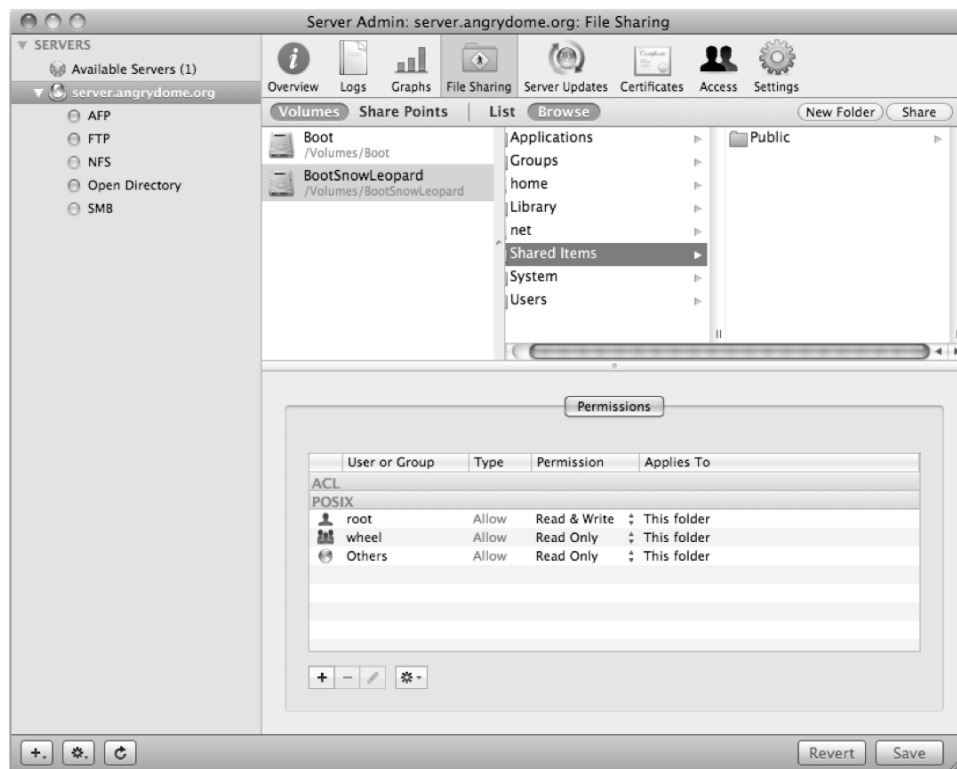 Server Admin: server.angrydome.org: File Sharing
SERVERS
Available Servers (1)
server.angrydome.org
AFP
FTP
NFS
Open Directory
SMB
Overview Logs Graphs File Sharing Server Updates Certificates Access Settings
Volumes Share Points List Browse New Folder Share
Boot
/Volumes/Boot
BootSnowLeopard
/Volumes/BootSnowLeopard
Applications
Groups
home
Library
net
Shared Items
System
Users
Public
Permissions
User or Group Type Permission Applies To
ACL
POSIX
root Allow Read & Write This folder
wheel Allow Read Only This folder
Others Allow Read Only This folder
Revert Save